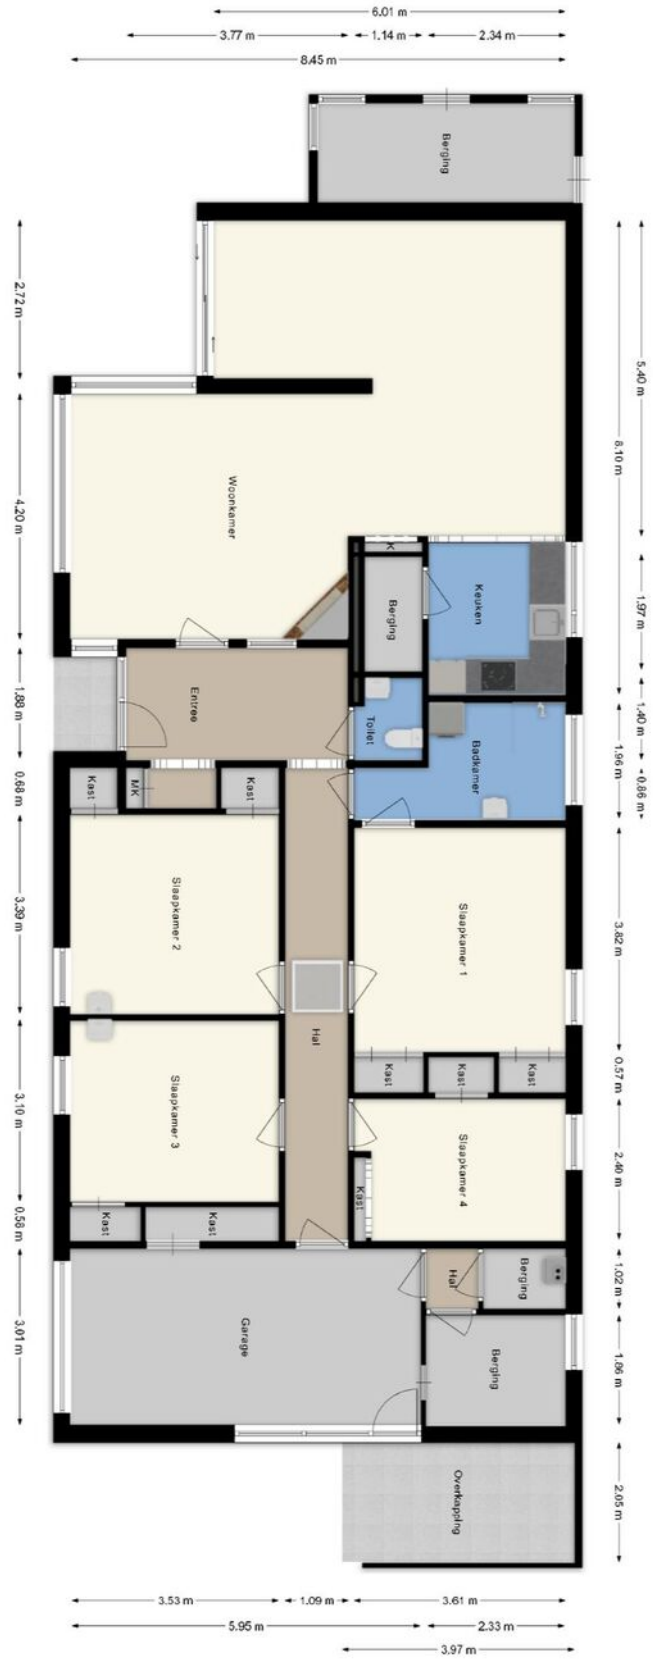 6.01 m
3.77 m
1.14 m
2.34 m
8.45 m
Berging
2.72 m
5.40 m
8.10 m
4.20 m
Woonkamer
K
Berging
Keuken
1.97 m
1.88 m
Entree
Toilet
Badkamer
1.40 m
1.96 m
0.86 m
0.68 m
Kast
MK
Kast
3.39 m
Slaapkamer 2
Slaapkamer 1
3.82 m
Hal
Kast
Kast
Kast
0.57 m
3.10 m
Slaapkamer 3
Slaapkamer 4
2.40 m
Kast
0.58 m
Kast
Kast
Hal
Berging
1.02 m
3.01 m
Garage
Berging
1.86 m
Overkapping
2.05 m
3.53 m
1.09 m
3.61 m
5.95 m
2.33 m
3.97 m